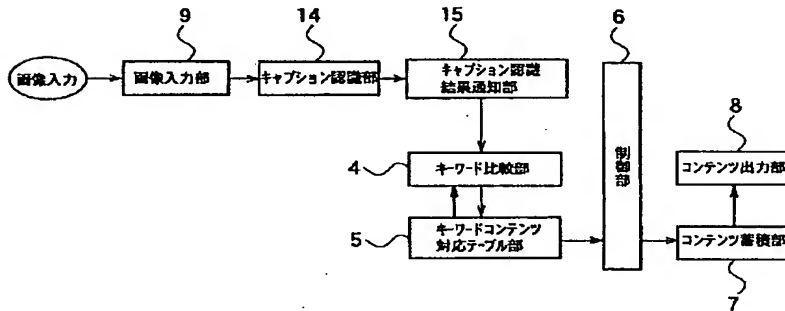 9
14
15
6
画像入力
画像入力部
キャプション認識部
キャプション認識
結果通知部
8
4
キーワード比較部
制御部
コンテンツ出力部
5
キーワードコンテンツ
対応テーブル部
コンテンツ蓄積部
7